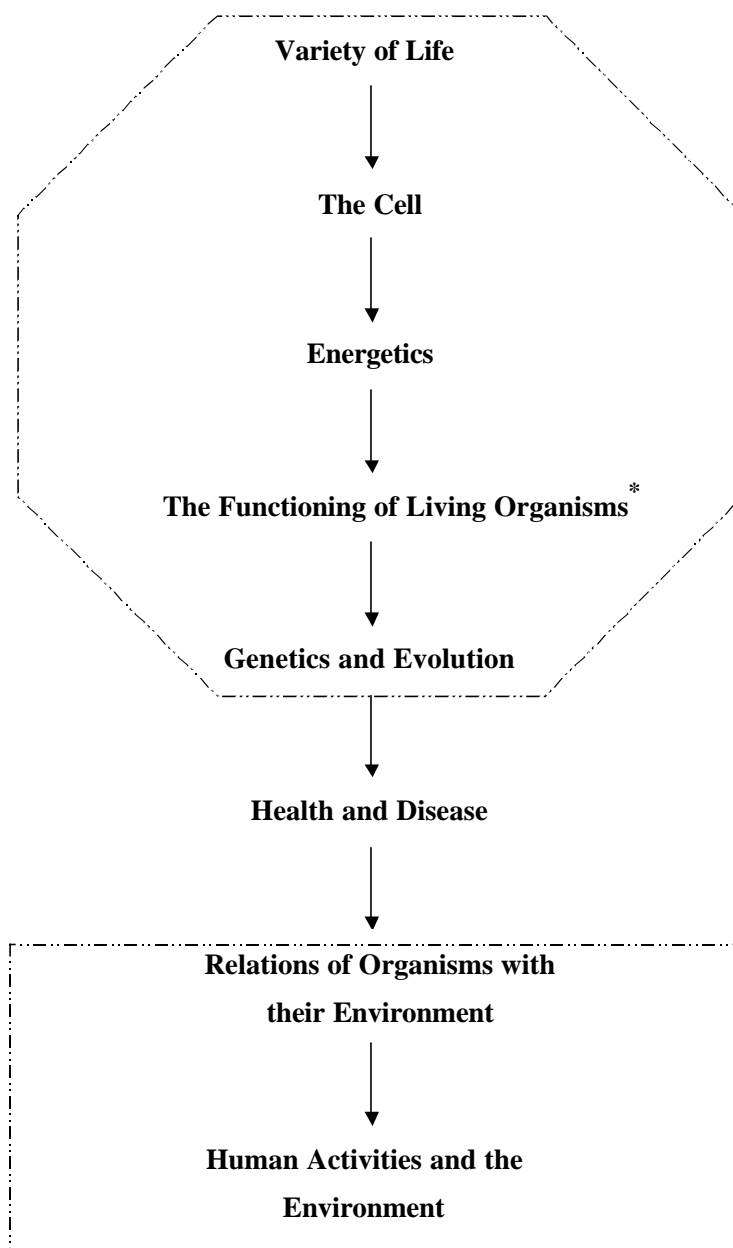 Variety of Life
The Cell
Energetics
The Functioning of Living Organisms*
Genetics and Evolution
Health and Disease
Relations of Organisms with
their Environment
Human Activities and the
Environment